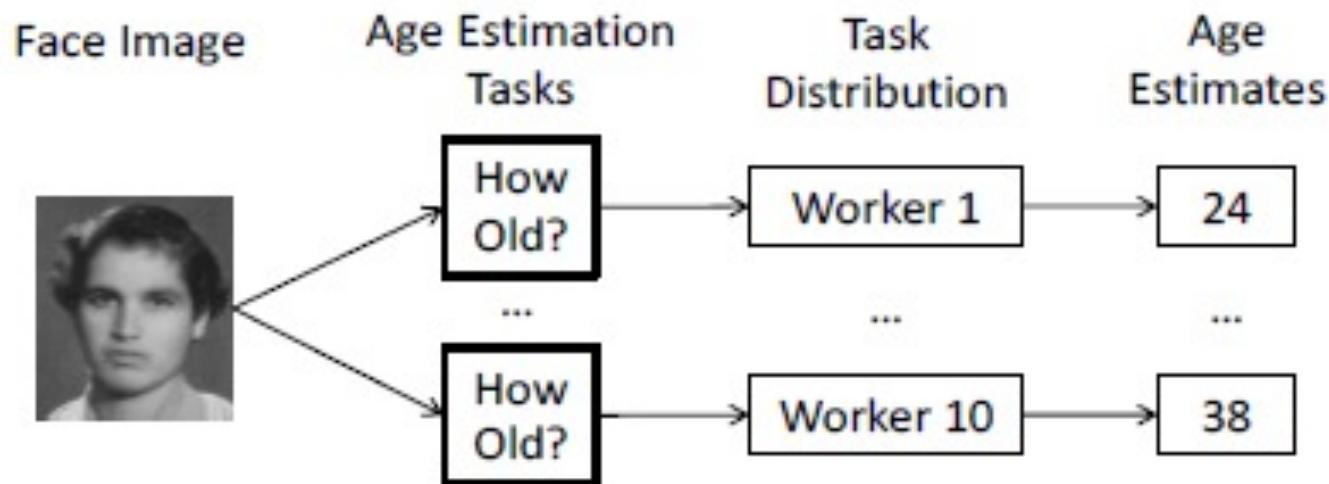 Face Image
Age Estimation
Tasks
Task
Distribution
Age
Estimates
How
Old?
Worker 1
24
...
...
...
How
Old?
Worker 10
38